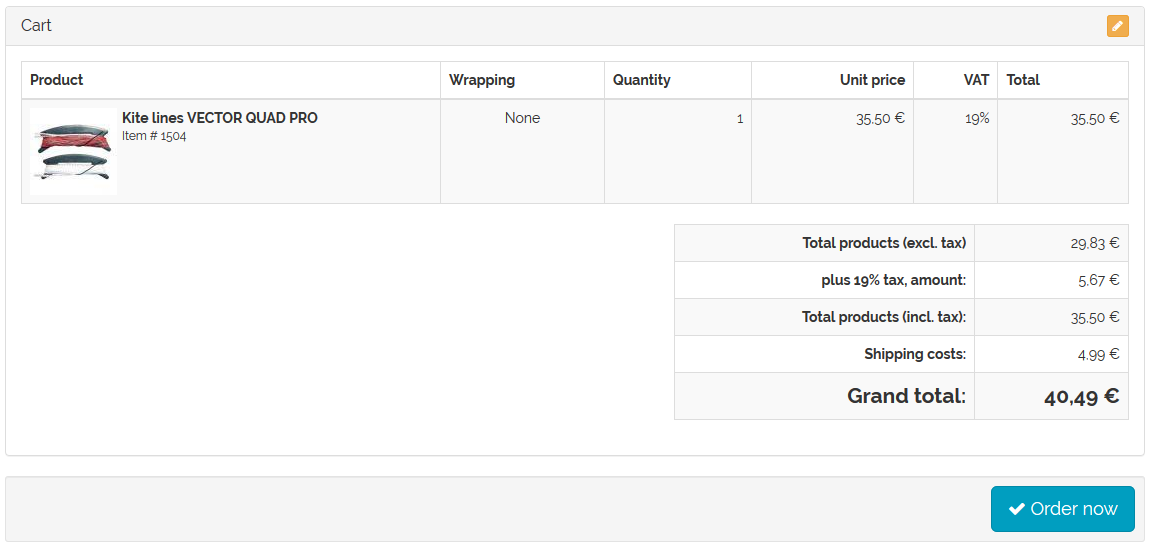 Cart
Product Wrapping Quantity Unit price VAT Total
Kite lines VECTOR QUAD PRO None 1 35,50 € 19% 35,50 €
Item # 1504
Total products (excl. tax) 29,83 €
plus 19% tax, amount: 5,67 €
Total products (incl. tax): 35,50 €
Shipping costs: 4,99 €
Grand total: 40,49 €
Order now